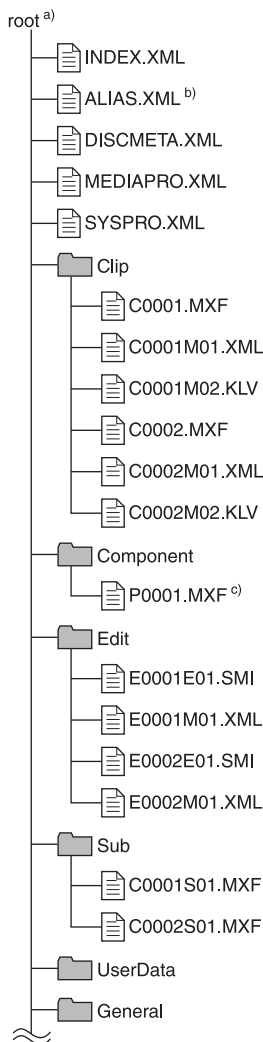 root a)
INDEX.XML
ALIAS.XML b)
DISCMETA.XML
MEDIAPRO.XML
SYSPRO.XML
Clip
C0001.MXF
C0001M01.XML
C0001M02.KLV
C0002.MXF
C0002M01.XML
C0002M02.KLV
Component
P0001.MXF c)
Edit
E0001E01.SMI
E0001M01.XML
E0002E01.SMI
E0002M01.XML
Sub
C0001S01.MXF
C0002S01.MXF
UserData
General